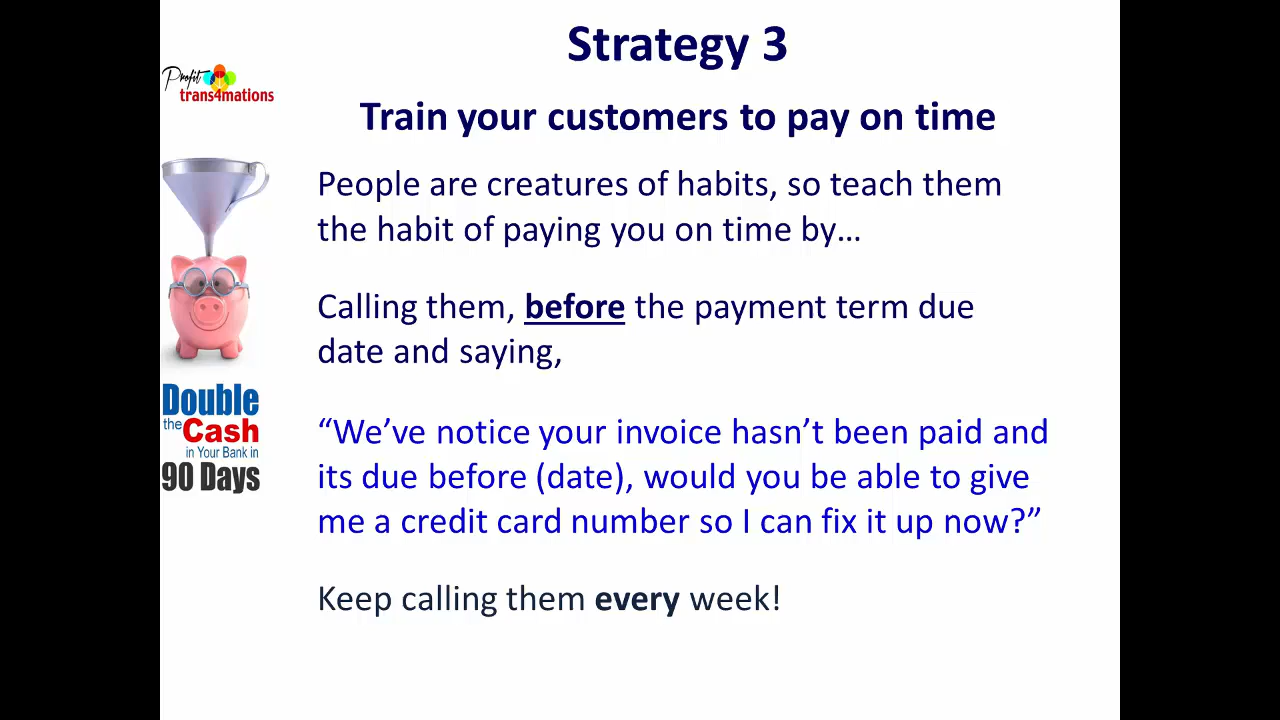 Strategy 3
Profit
trans4mations
Train your customers to pay on time
People are creatures of habits, so teach them
the habit of paying you on time by…
Calling them, before the payment term due
date and saying,
Double
the Cash
in Your Bank in
90 Days
“We’ve notice your invoice hasn’t been paid and
its due before (date), would you be able to give
me a credit card number so I can fix it up now?”
Keep calling them every week!